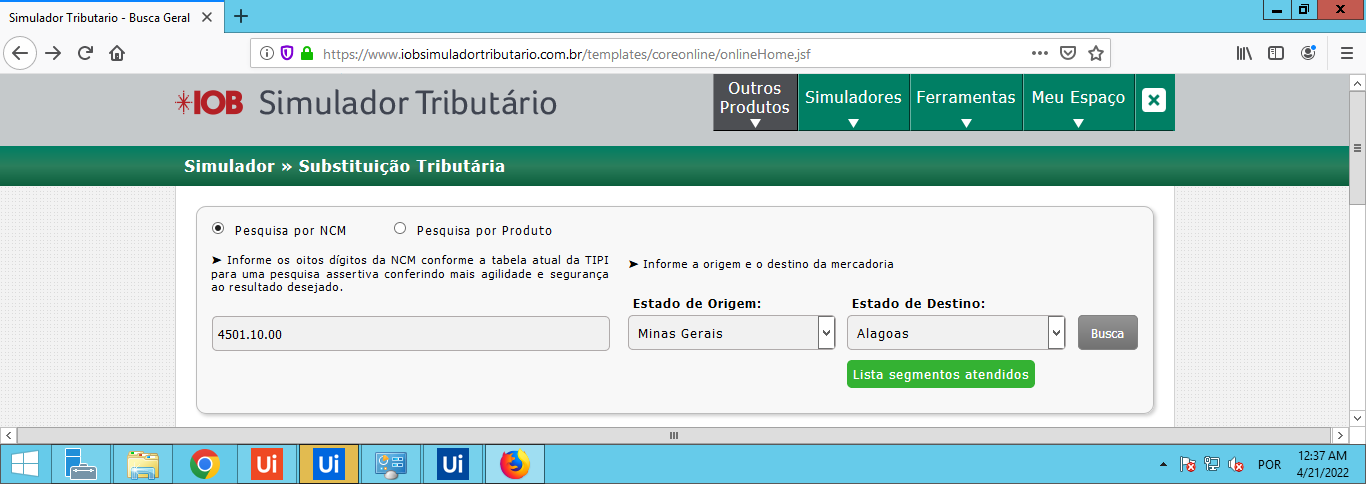 Simulador Tributario - Busca Geral
https://www.iobsimuladortributario.com.br/templates/coreonline/onlineHome.jsf
IOB Simulador Tributário
Outros
Produtos
Simuladores
Ferramentas
Meu Espaço
Simulador » Substituição Tributária
Pesquisa por NCM
Pesquisa por Produto
➤ Informe os oitos dígitos da NCM conforme a tabela atual da TIPI
para uma pesquisa assertiva conferindo mais agilidade e segurança
ao resultado desejado.
➤ Informe a origem e o destino da mercadoria
Estado de Origem:
Estado de Destino:
4501.10.00
Minas Gerais
Alagoas
Busca
Lista segmentos atendidos
Ui
Ui
Ui
POR
12:37 AM
4/21/2022